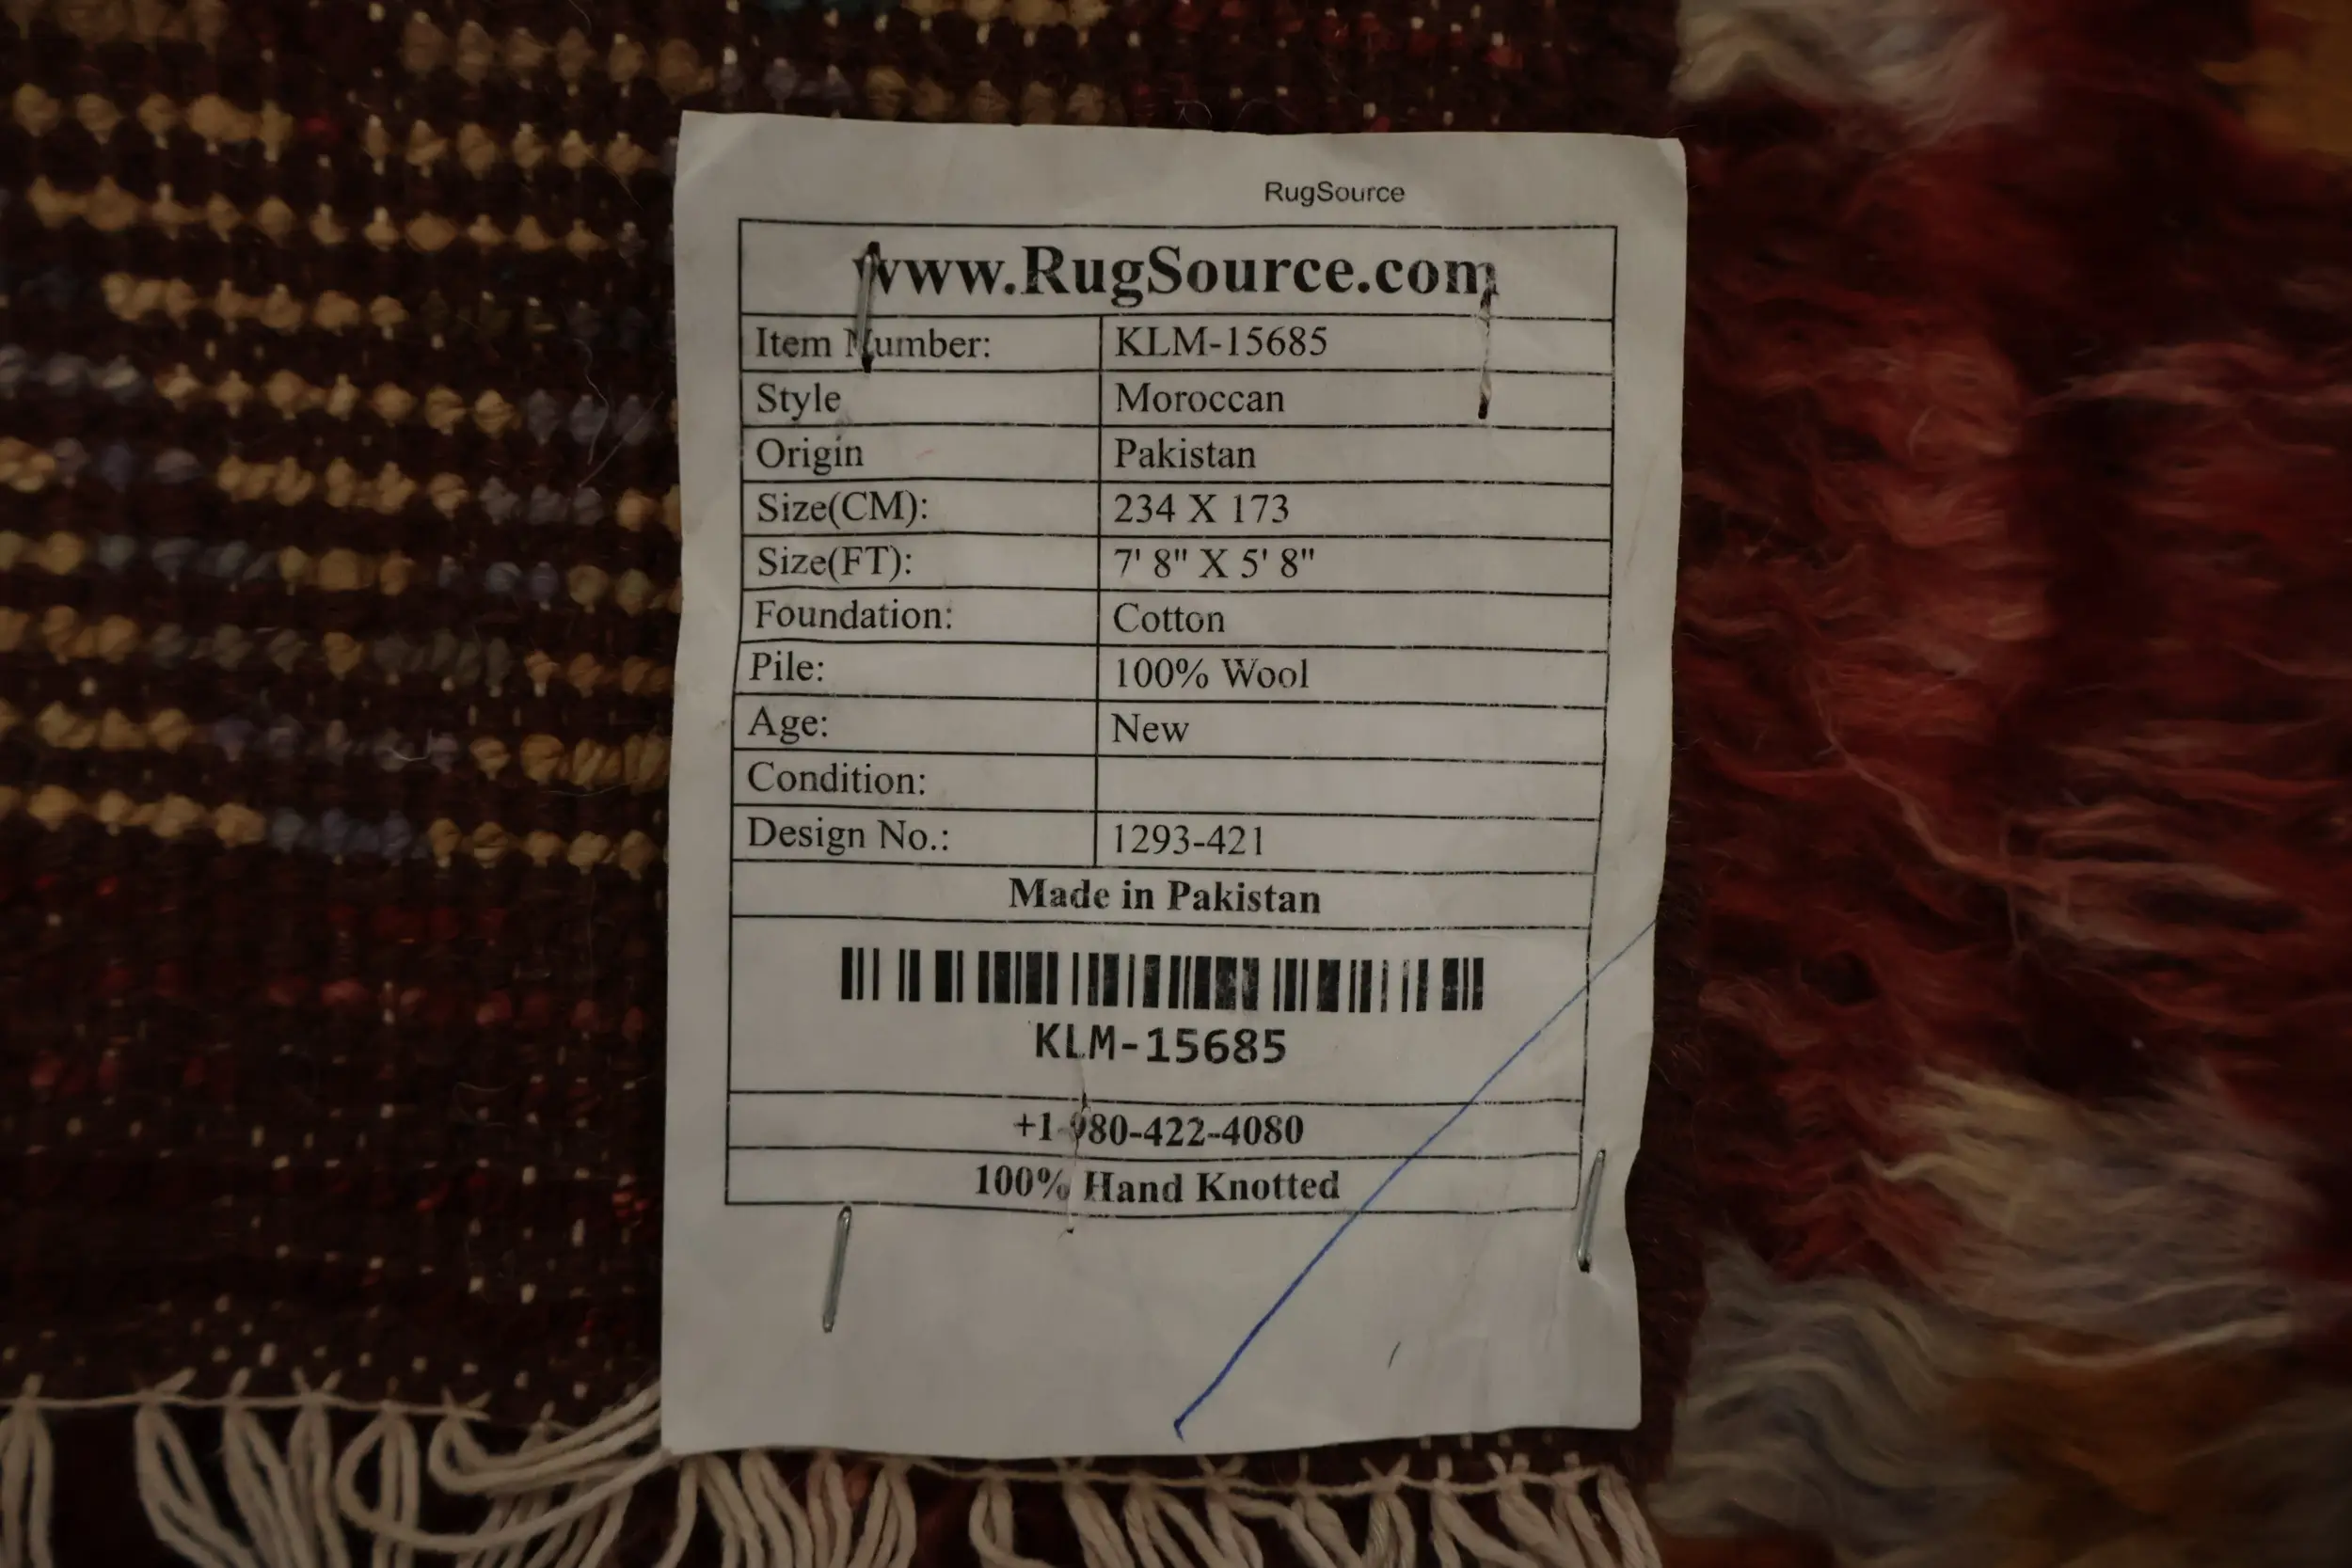 RugSource
www.RugSource.com
Item Number: KLM-15685
Style Moroccan
Origin Pakistan
Size(CM): 234 X 173
Size(FT): 7' 8" X 5' 8"
Foundation: Cotton
Pile: 100% Wool
Age: New
Condition:
Design No.: 1293-421
Made in Pakistan
KLM-15685
+1-980-422-4080
100% Hand Knotted